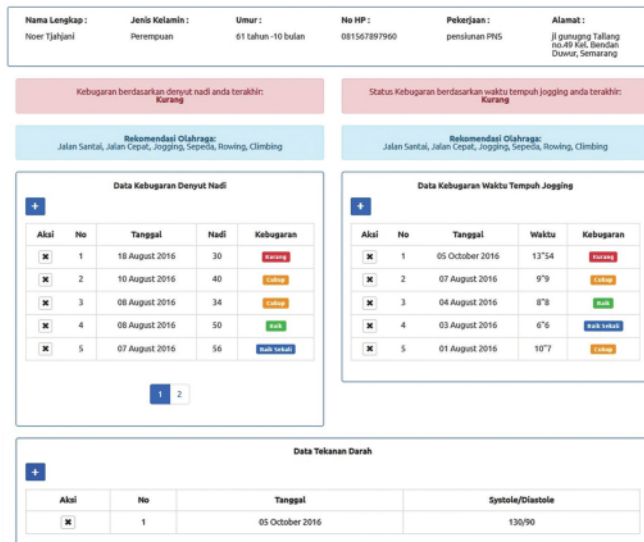 Nama Lengkap : Jenis Kelamin : Umur : No HP : Pekerjaan : Alamat :
Noer Tjahjani Perempuan 61 tahun -10 bulan 081567897960 pensiunan PNS jl gunugng Tallang
no.49 Kel. Bendan
Duwur, Semarang
Kebugaran berdasarkan denyut nadi anda terakhir:
Kurang
Status Kebugaran berdasarkan waktu tempuh jogging anda terakhir:
Kurang
Rekomendasi Olahraga:
Jalan Santai, Jalan Cepat, Jogging, Sepeda, Rowing, Climbing
Rekomendasi Olahraga:
Jalan Santai, Jalan Cepat, Jogging, Sepeda, Rowing, Climbing
Data Kebugaran Denyut Nadi
+
Aksi No Tanggal Nadi Kebugaran
1 18 August 2016 30 Kurang
2 10 August 2016 40 Cukup
3 08 August 2016 34 Cukup
4 08 August 2016 50 Baik
5 07 August 2016 56 Baik Sekali
1 2
Data Kebugaran Waktu Tempuh Jogging
+
Aksi No Tanggal Waktu Kebugaran
1 05 October 2016 13"54 Kurang
2 07 August 2016 9"9 Cukup
3 04 August 2016 8"8 Baik
4 03 August 2016 6"6 Baik Sekali
5 01 August 2016 10"7 Cukup
Data Tekanan Darah
+
Aksi No Tanggal Systole/Diastole
1 05 October 2016 130/90